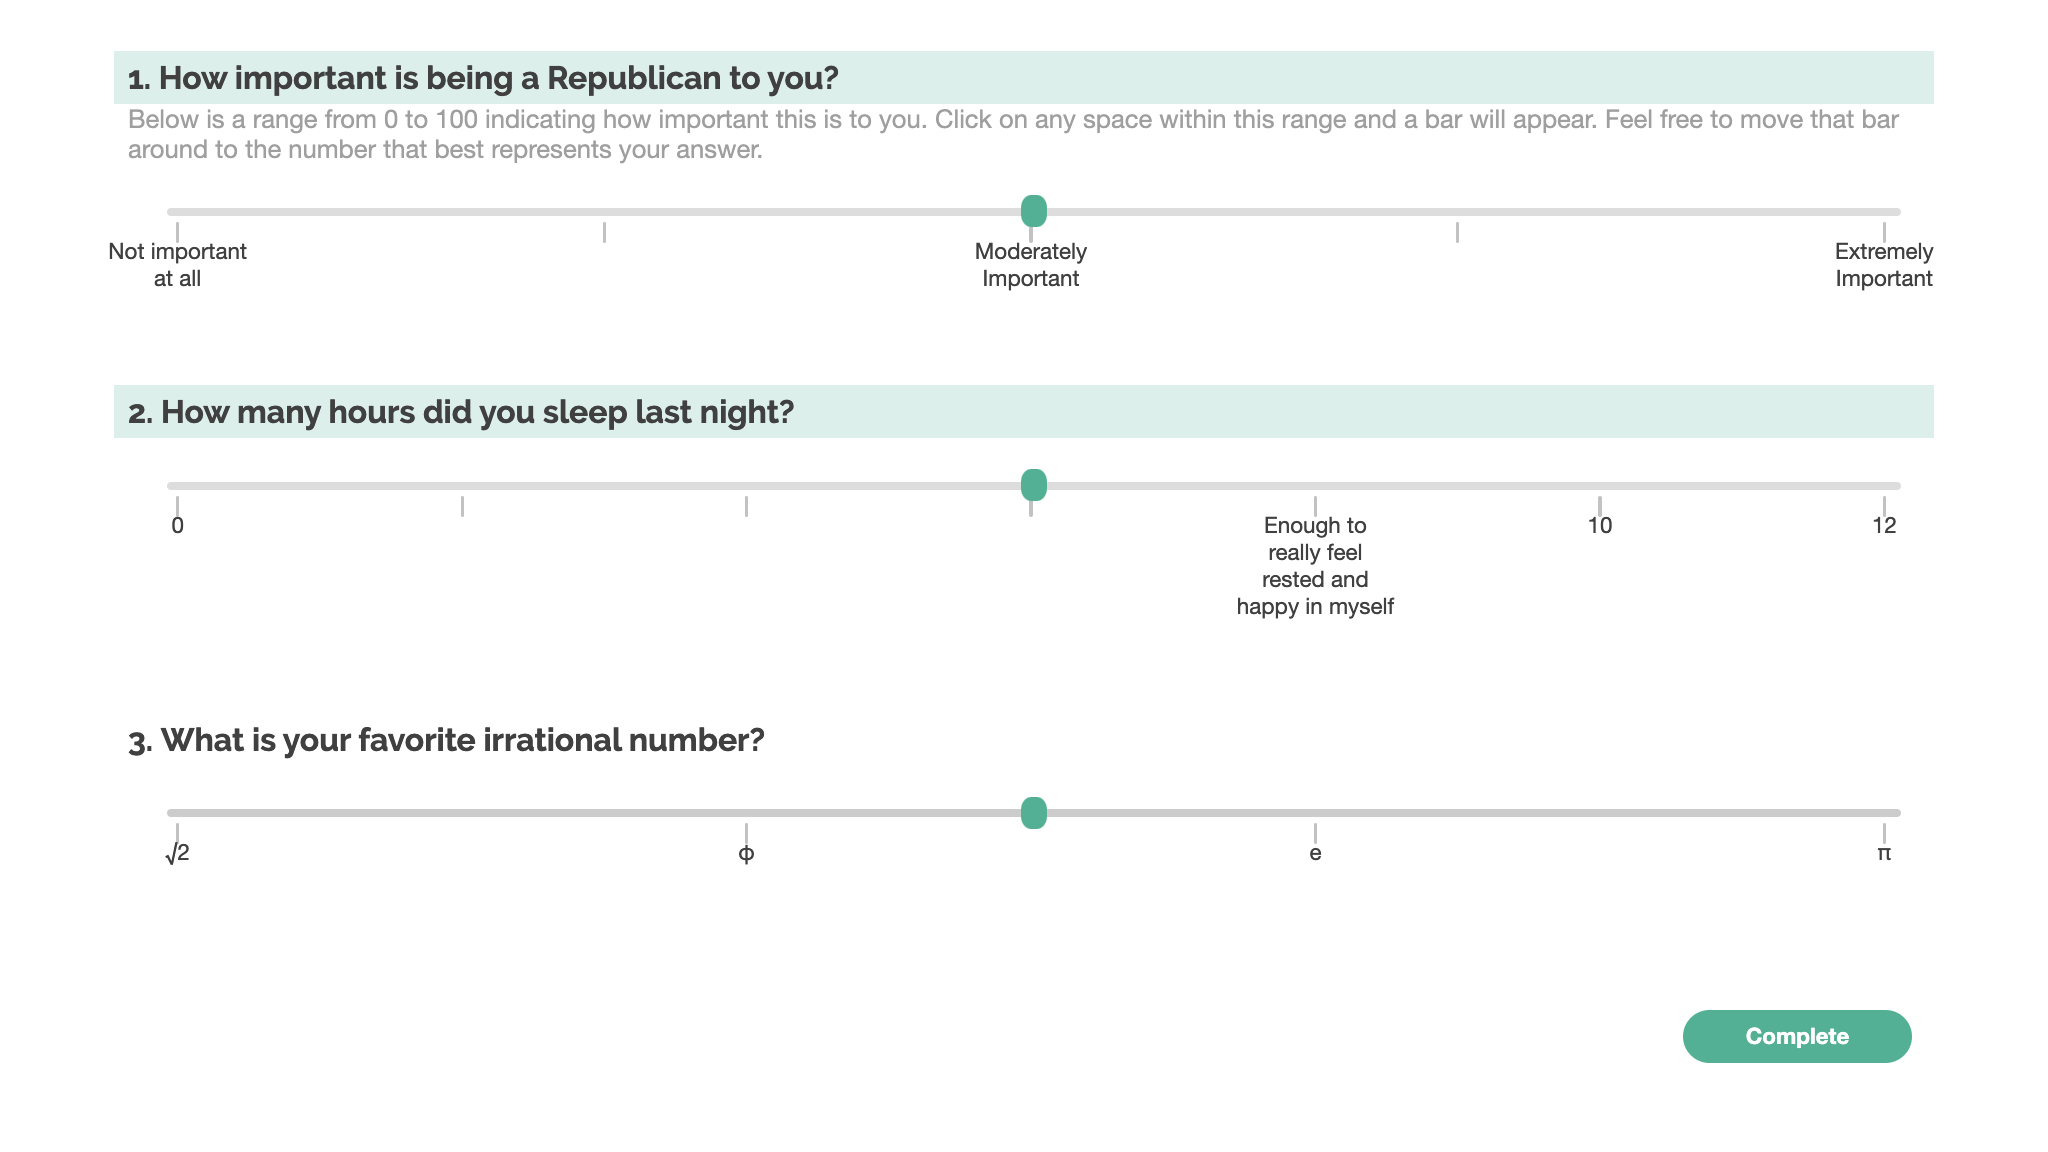 1. How important is being a Republican to you?
Below is a range from 0 to 100 indicating how important this is to you. Click on any space within this range and a bar will appear. Feel free to move that bar
around to the number that best represents your answer.
Not important
at all
Moderately
Important
Extremely
Important
2. How many hours did you sleep last night?
0
Enough to
really feel
rested and
happy in myself
10
12
3. What is your favorite irrational number?
√2
Φ
e
π
Complete